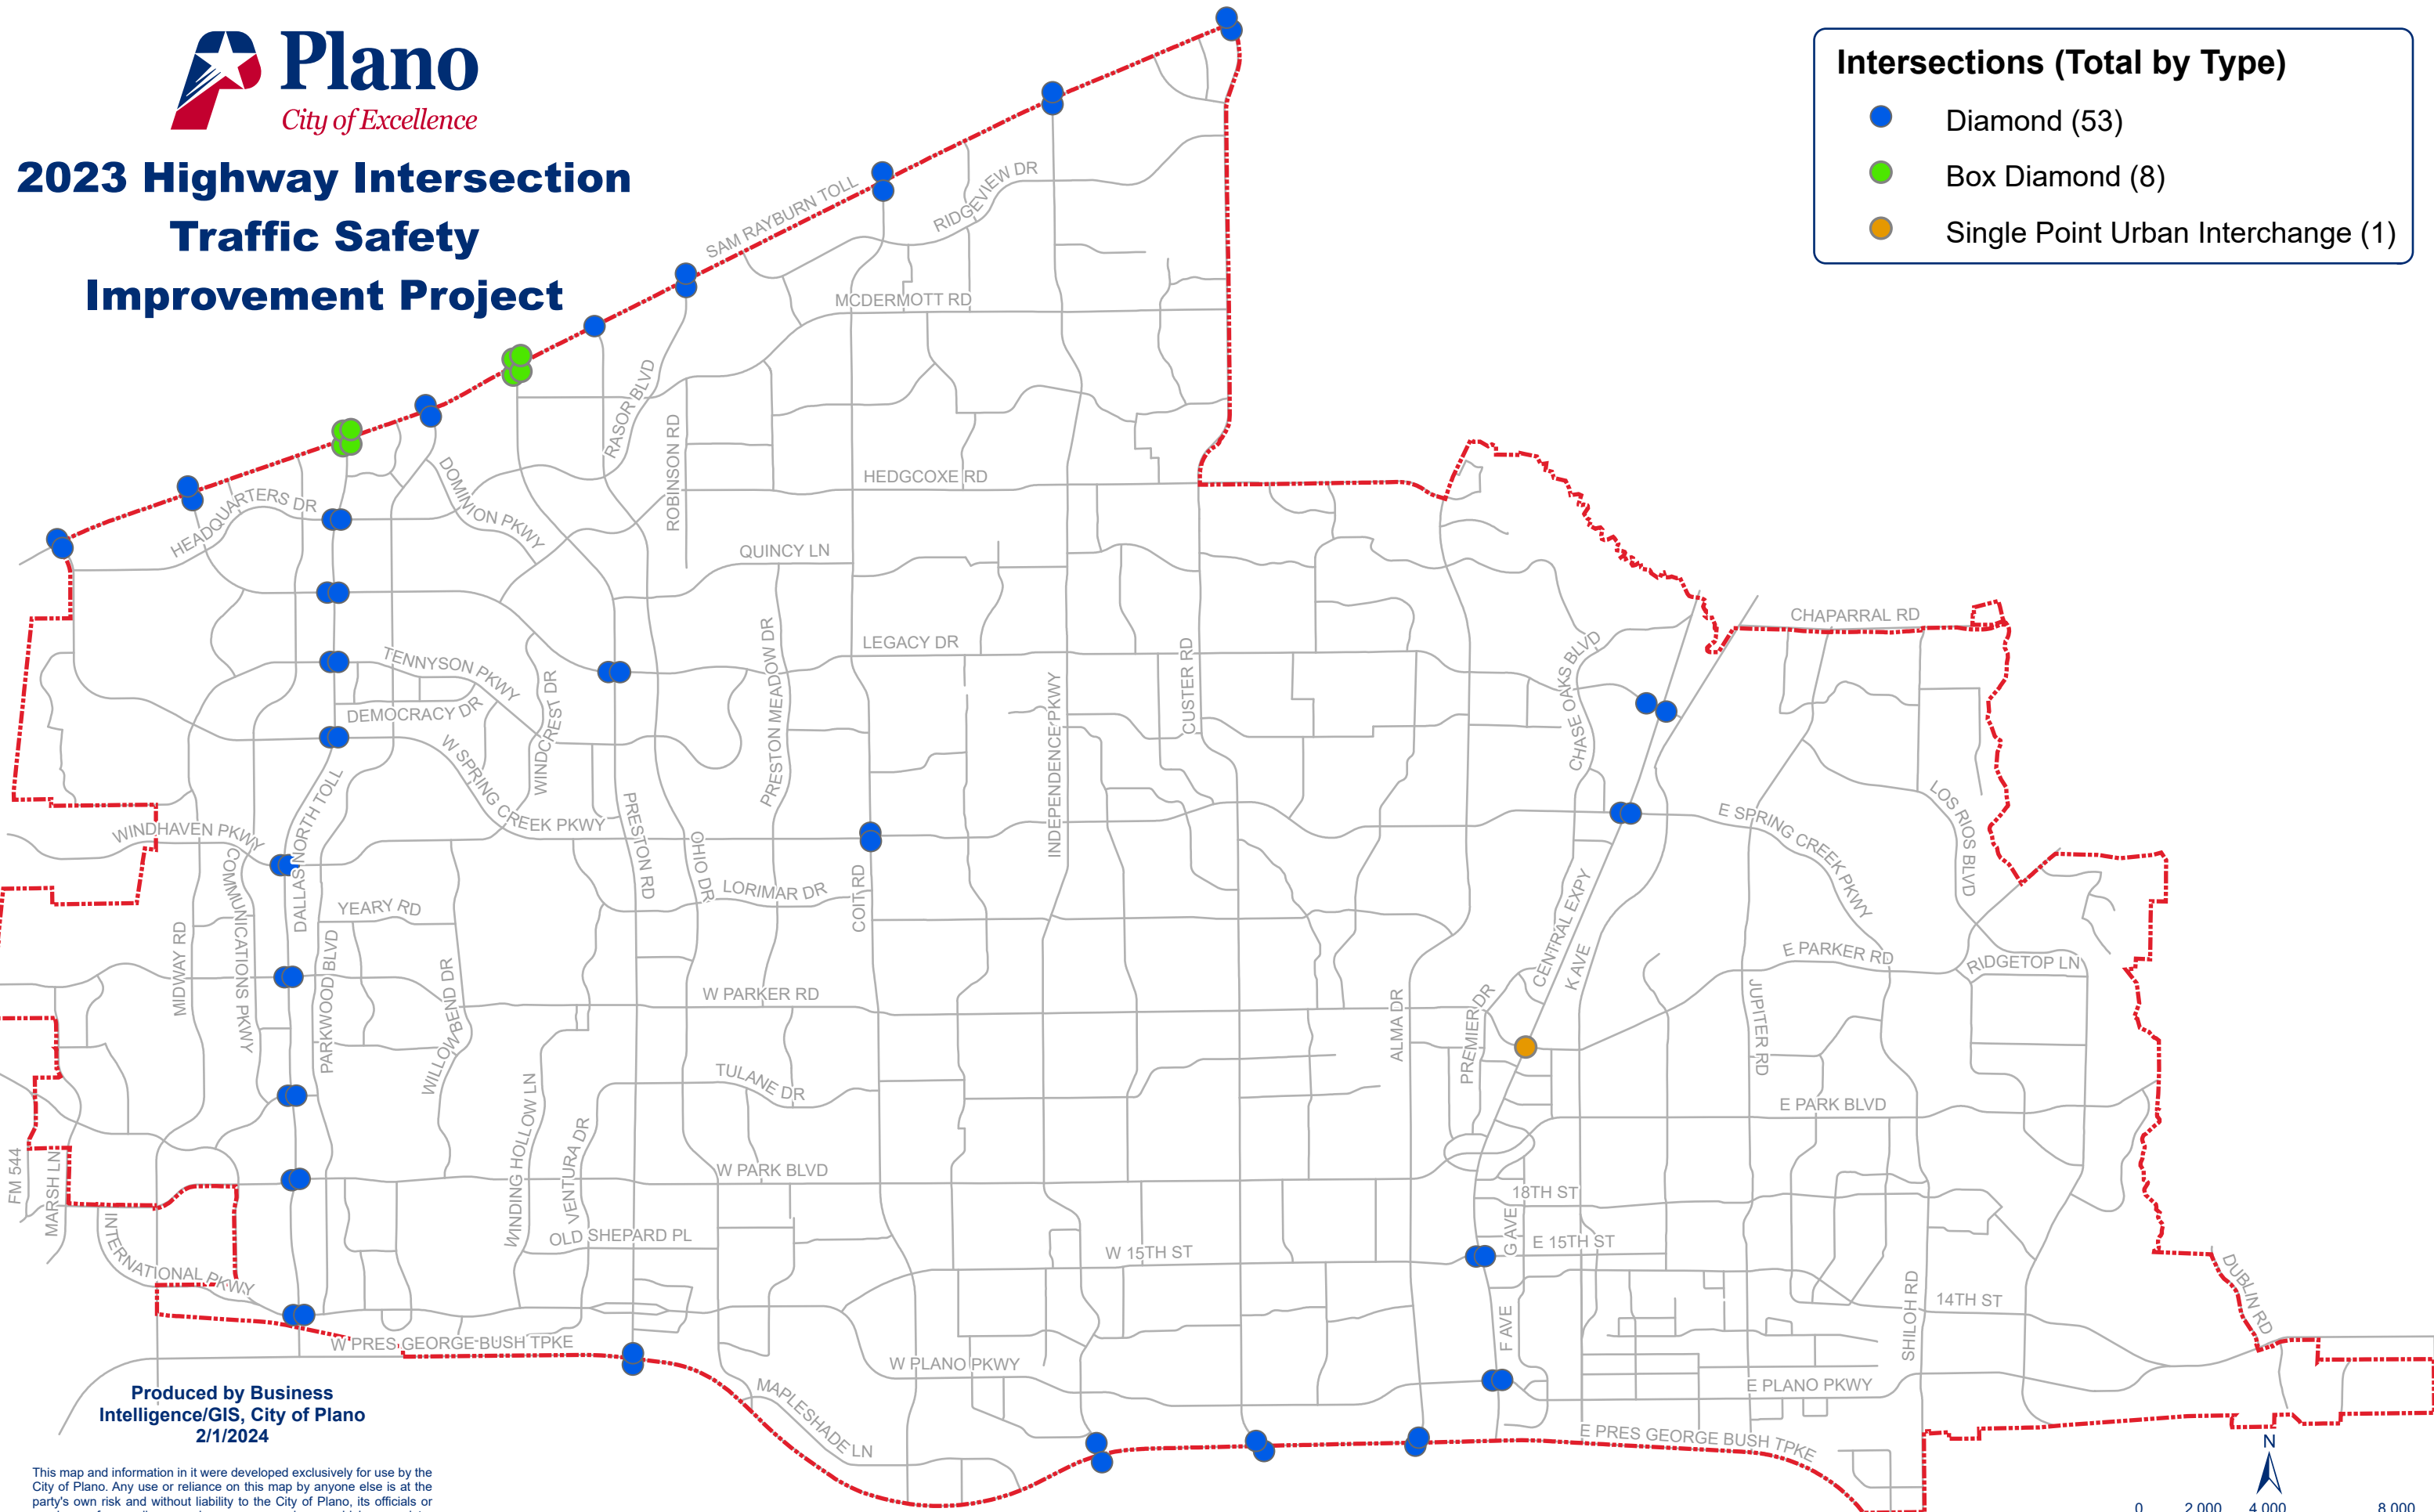 Plano
City of Excellence
2023 Highway Intersection
Traffic Safety
Improvement Project
Intersections (Total by Type)
Diamond (53)
Box Diamond (8)
Single Point Urban Interchange (1)
SAM RAYBURN TOLL
RIDGEVIEW DR
MCDERMOTT RD
RASOR BLVD
ROBINSON RD
HEDGCOXE RD
HEADQUARTERS DR
DOMINION PKWY
QUINCY LN
CHAPARRAL RD
LEGACY DR
TENNYSON PKWY
DEMOCRACY DR
WINDCREST DR
PRESTON MEADOW DR
INDEPENDENCE PKWY
CUSTER RD
CHASE OAKS BLVD
W SPRING CREEK PKWY
E SPRING CREEK PKWY
LOS RIOS BLVD
WINDHAVEN PKWY
DALLAS NORTH TOLL
COMMUNICATIONS PKWY
PRESTON RD
OHIO DR
LORIMAR DR
COIT RD
YEARY RD
MIDWAY RD
PARKWOOD BLVD
WILLOW BEND DR
CENTRAL EXPY
K AVE
E PARKER RD
RIDGETOP LN
W PARKER RD
ALMA DR
PREMIER DR
JUPITER RD
TULANE DR
E PARK BLVD
WINDING HOLLOW LN
VENTURA DR
W PARK BLVD
FM 544
MARSH LN
18TH ST
G AVE
E 15TH ST
OLD SHEPARD PL
W 15TH ST
INTERNATIONAL PKWY
SHILOH RD
14TH ST
DUBLIN RD
F AVE
W PRES GEORGE BUSH TPKE
W PLANO PKWY
E PLANO PKWY
MAPLESHADE LN
E PRES GEORGE BUSH TPKE
Produced by Business
Intelligence/GIS, City of Plano
2/1/2024
This map and information in it were developed exclusively for use by the
City of Plano. Any use or reliance on this map by anyone else is at the
party's own risk and without liability to the City of Plano, its officials or
N
0 2,000 4,000 8,000